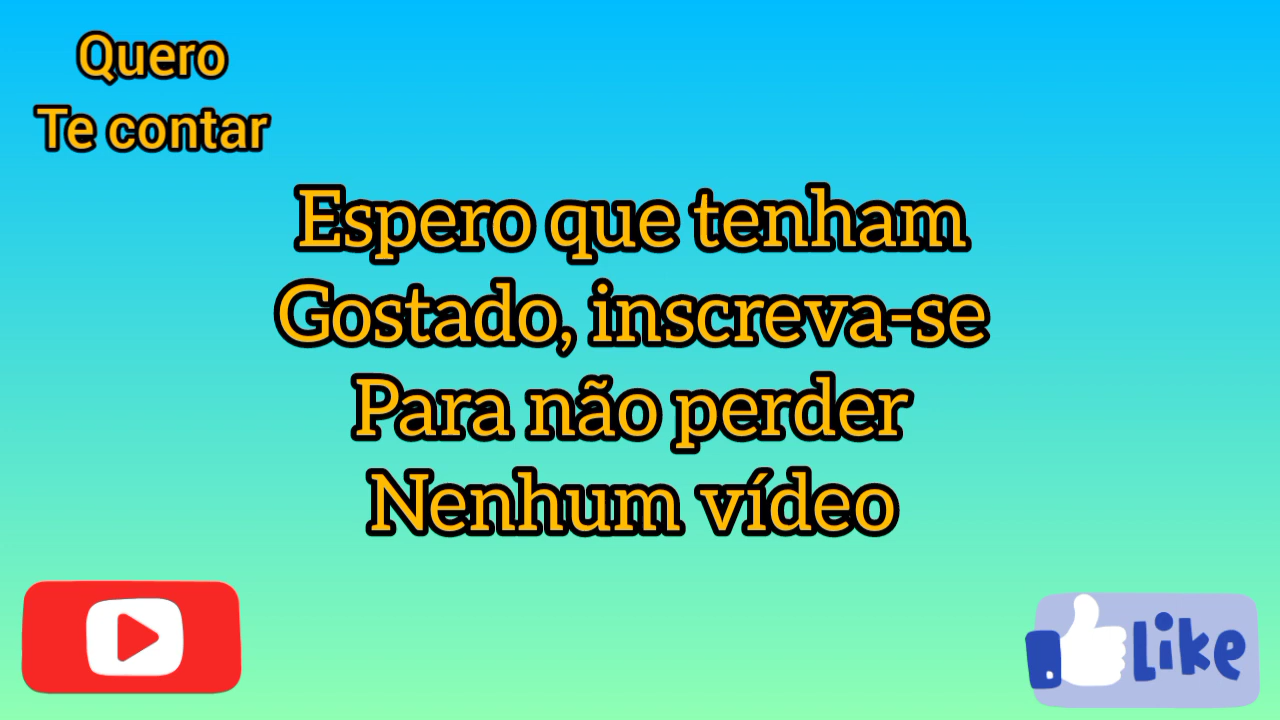 Quero
Te contar
Espero que tenham
Gostado, inscreva-se
Para não perder
Nenhum vídeo
Like